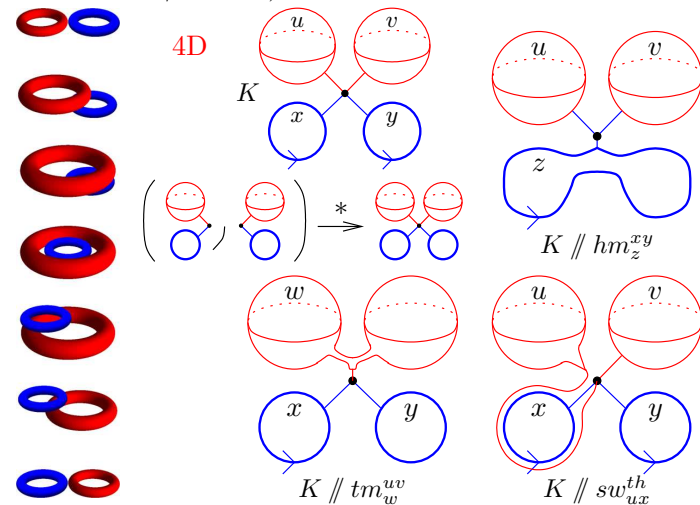 4D
u v
K
x y
u v
z
K // hm^{xy}_z
( , ) *
w
x y
K // tm^{uv}_w
u v
x y
K // sw^{th}_{ux}